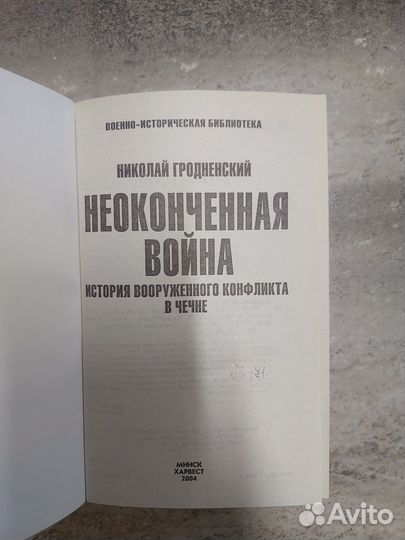 ВОЕННО-ИСТОРИЧЕСКАЯ БИБЛИОТЕКА
НИКОЛАЙ ГРОДНЕНСКИЙ
НЕОКОНЧЕННАЯ
ВОЙНА
ИСТОРИЯ ВООРУЖЕННОГО КОНФЛИКТА
В ЧЕЧНЕ
МИНСК
ХАРВЕСТ
2004
Avito